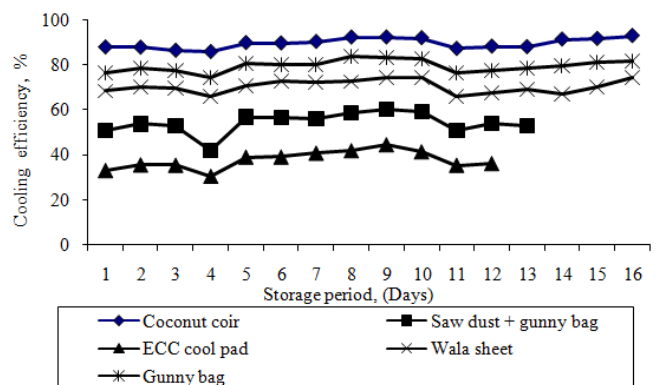 100
80
60
40
20
0
Cooling efficiency, %
1 2 3 4 5 6 7 8 9 10 11 12 13 14 15 16
Storage period, (Days)
Coconut coir
Saw dust + gunny bag
ECC cool pad
Wala sheet
Gunny bag